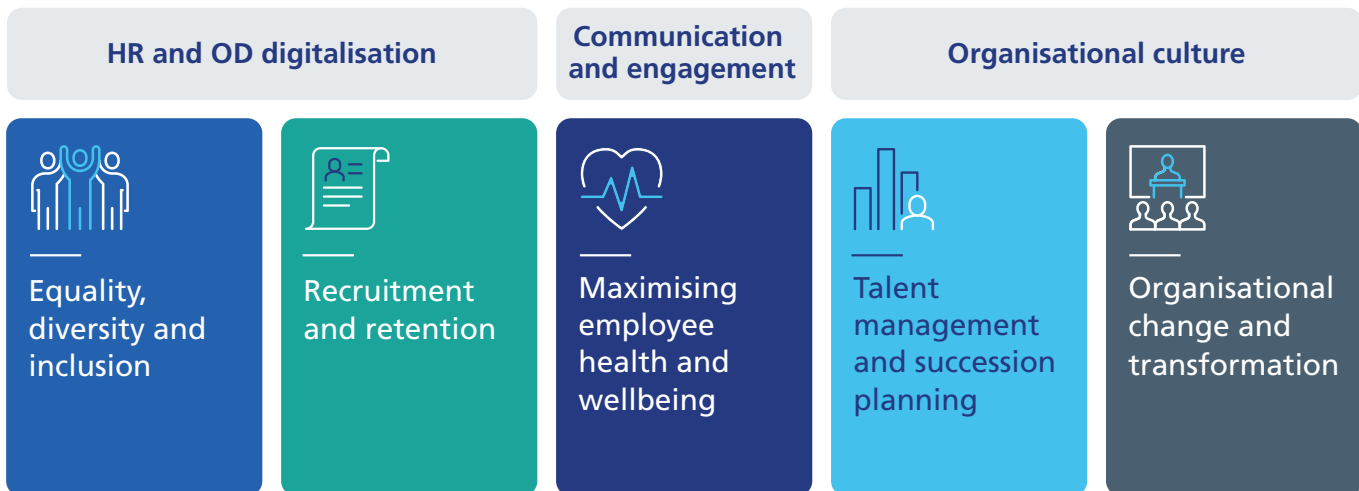 HR and OD digitalisation
Communication
and engagement
Organisational culture
Equality,
diversity and
inclusion
Recruitment
and retention
Maximising
employee
health and
wellbeing
Talent
management
and succession
planning
Organisational
change and
transformation